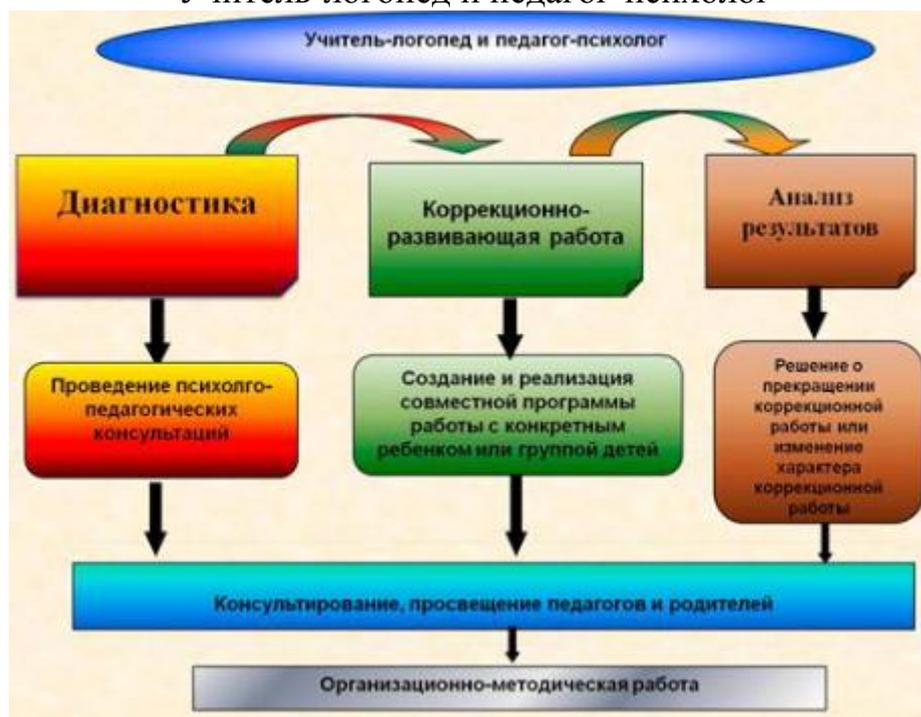 Учитель-логопед и педагог-психолог
Учитель-логопед и педагог-психолог
Диагностика
Коррекционно-
развивающая работа
Анализ
результатов
Проведение психолго-
педагогических
консультаций
Создание и реализация
совместной программы
работы с конкретным
ребенком или группой детей
Решение о
прекращении
коррекционной
работы или
изменение
характера
коррекционной
работы
Консультирование, просвещение педагогов и родителей
Организационно-методическая работа